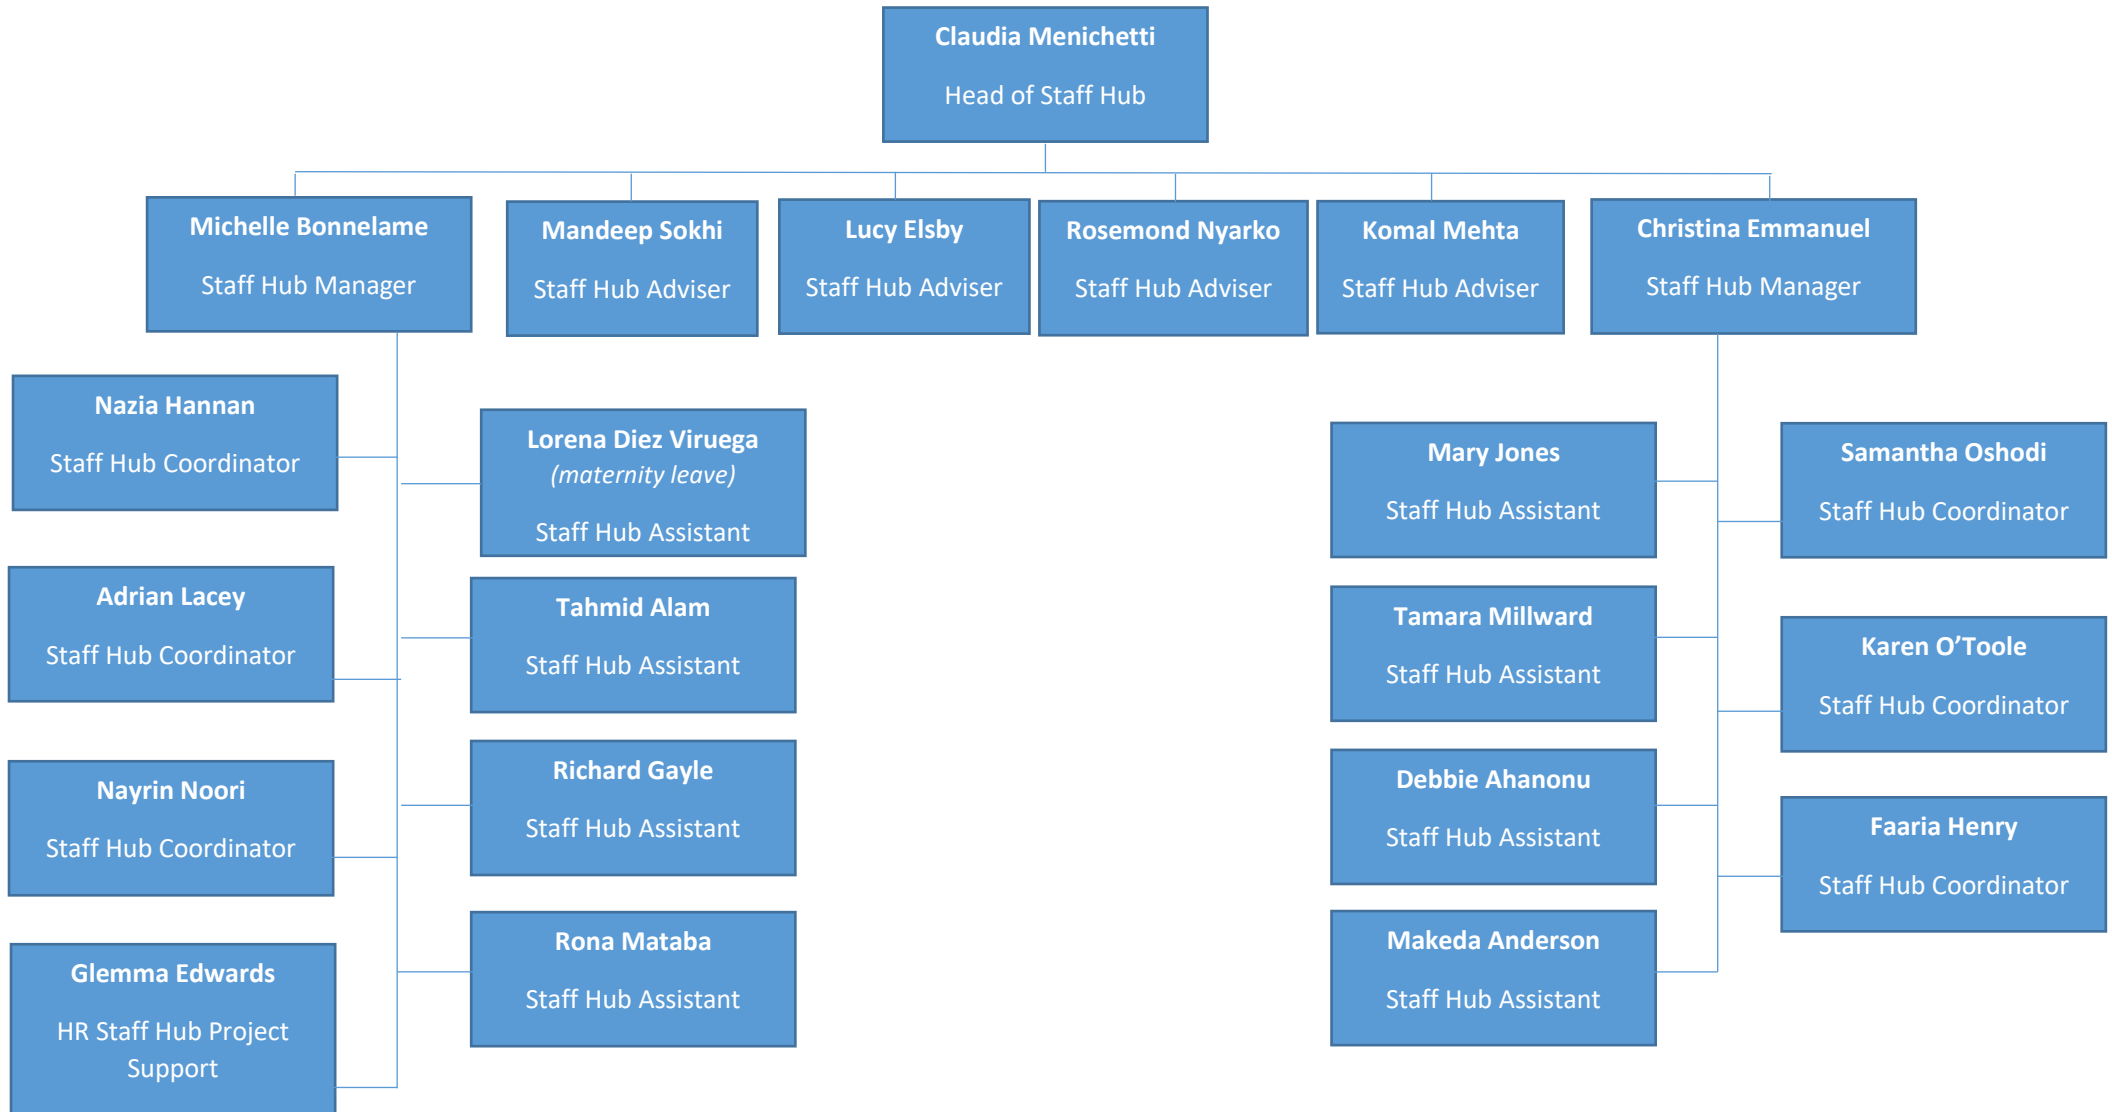 Claudia Menichetti
Head of Staff Hub
Michelle Bonnelame
Staff Hub Manager
Mandeep Sokhi
Staff Hub Adviser
Lucy Elsby
Staff Hub Adviser
Rosemond Nyarko
Staff Hub Adviser
Komal Mehta
Staff Hub Adviser
Christina Emmanuel
Staff Hub Manager
Nazia Hannan
Staff Hub Coordinator
Lorena Diez Viruega
(maternity leave)
Staff Hub Assistant
Mary Jones
Staff Hub Assistant
Samantha Oshodi
Staff Hub Coordinator
Adrian Lacey
Staff Hub Coordinator
Tahmid Alam
Staff Hub Assistant
Tamara Millward
Staff Hub Assistant
Karen O’Toole
Staff Hub Coordinator
Nayrin Noori
Staff Hub Coordinator
Richard Gayle
Staff Hub Assistant
Debbie Ahanonu
Staff Hub Assistant
Faaria Henry
Staff Hub Coordinator
Glemma Edwards
HR Staff Hub Project
Support
Rona Mataba
Staff Hub Assistant
Makeda Anderson
Staff Hub Assistant